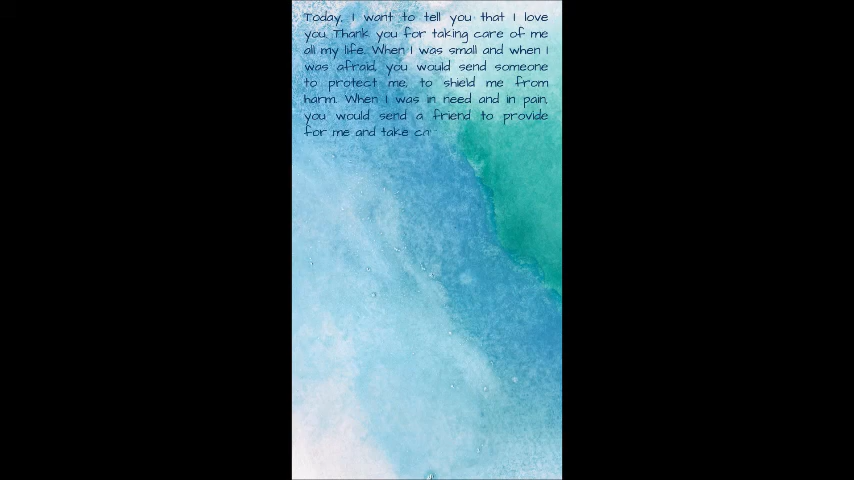 Today, I want to tell you that I love
you. Thank you for taking care of me
all my life. When I was small and when I
was afraid, you would send someone
to protect me, to shield me from
harm. When I was in need and in pain,
you would send a friend to provide
for me and take